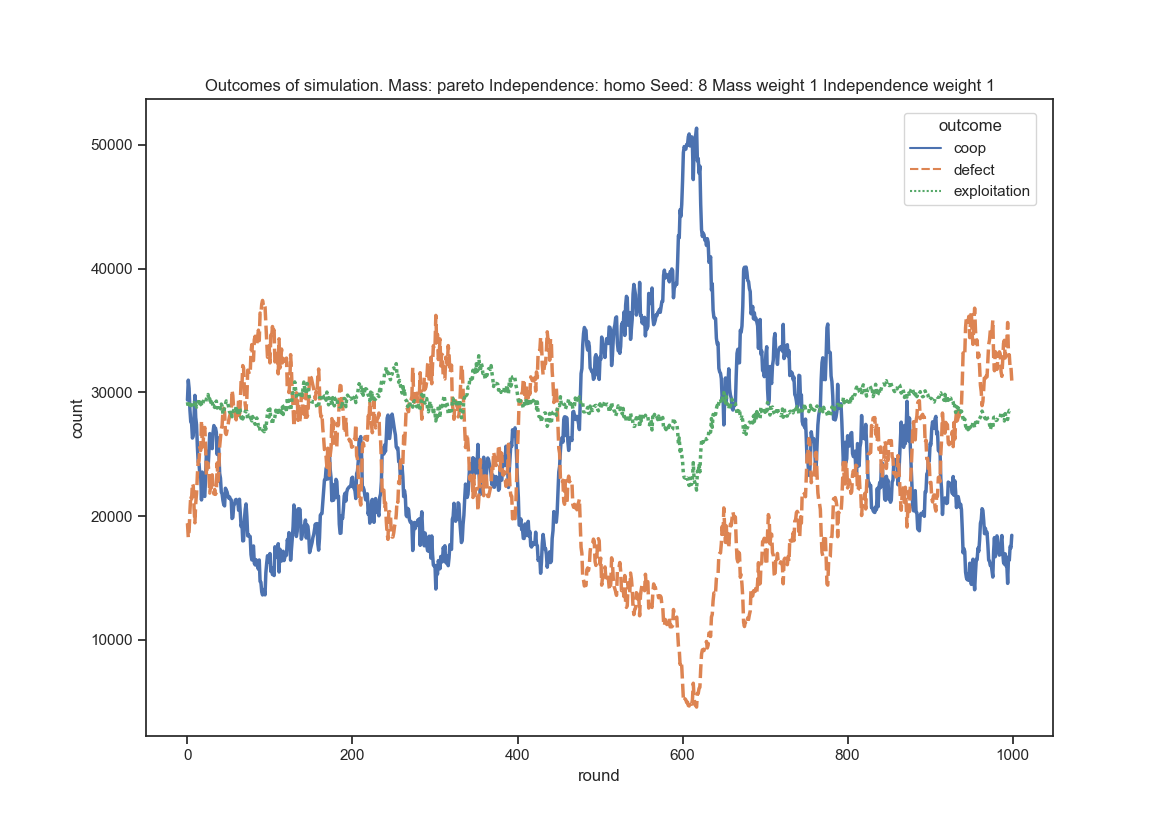 Outcomes of simulation. Mass: pareto Independence: homo Seed: 8 Mass weight 1 Independence weight 1
outcome
coop
defect
exploitation
50000
40000
30000
20000
10000
count
0 200 400 600 800 1000
round